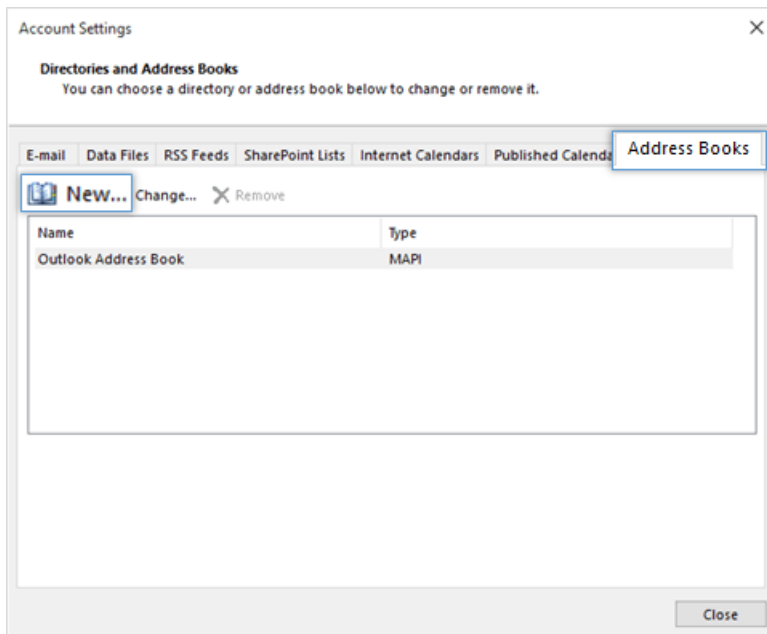 Account Settings
Directories and Address Books
You can choose a directory or address book below to change or remove it.
E-mail Data Files RSS Feeds SharePoint Lists Internet Calendars Published Calenda Address Books
New... Change... Remove
Name Type
Outlook Address Book MAPI
Close